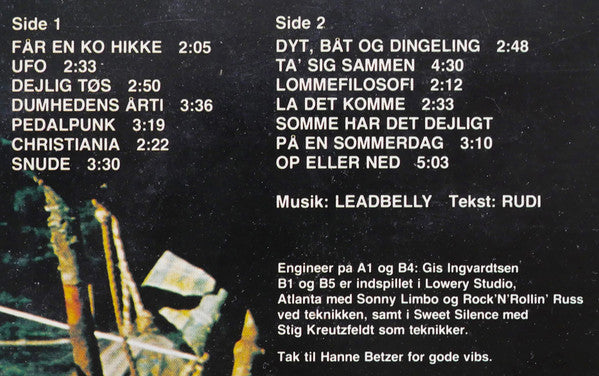 Side 1
FÅR EN KO HIKKE 2:05
UFO 2:33
DEJLIG TØS 2:50
DUMHEDENS ÅRTI 3:36
PEDALPUNK 3:19
CHRISTIANIA 2:22
SNUDE 3:30
Side 2
DYT, BÅT OG DINGELING 2:48
TA' SIG SAMMEN 4:30
LOMMEFILOSOFI 2:12
LA DET KOMME 2:33
SOMME HAR DET DEJLIGT
PÅ EN SOMMERDAG 3:10
OP ELLER NED 5:03
Musik: LEADBELLY Tekst: RUDI
Engineer på A1 og B4: Gis Ingvardtsen
B1 og B5 er indspillet i Lowery Studio,
Atlanta med Sonny Limbo og Rock'N'Rollin' Russ
ved teknikken, samt i Sweet Silence med
Stig Kreutzfeldt som tekniker.
Tak til Hanne Betzer for gode vibs.